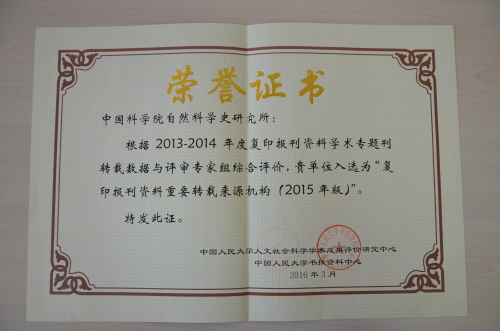 荣誉证书
中国科学院自然科学史研究所：
根据 2013-2014 年度复印报刊资料学术专题刊
转载数据与评审专家组综合评价，贵单位入选为“复
印报刊资料重要转载来源机构（2015 年版）”。
特发此证。
中国人民大学人文社会科学学术成果评价研究中心
中国人民大学书报资料中心
2016 年 3 月